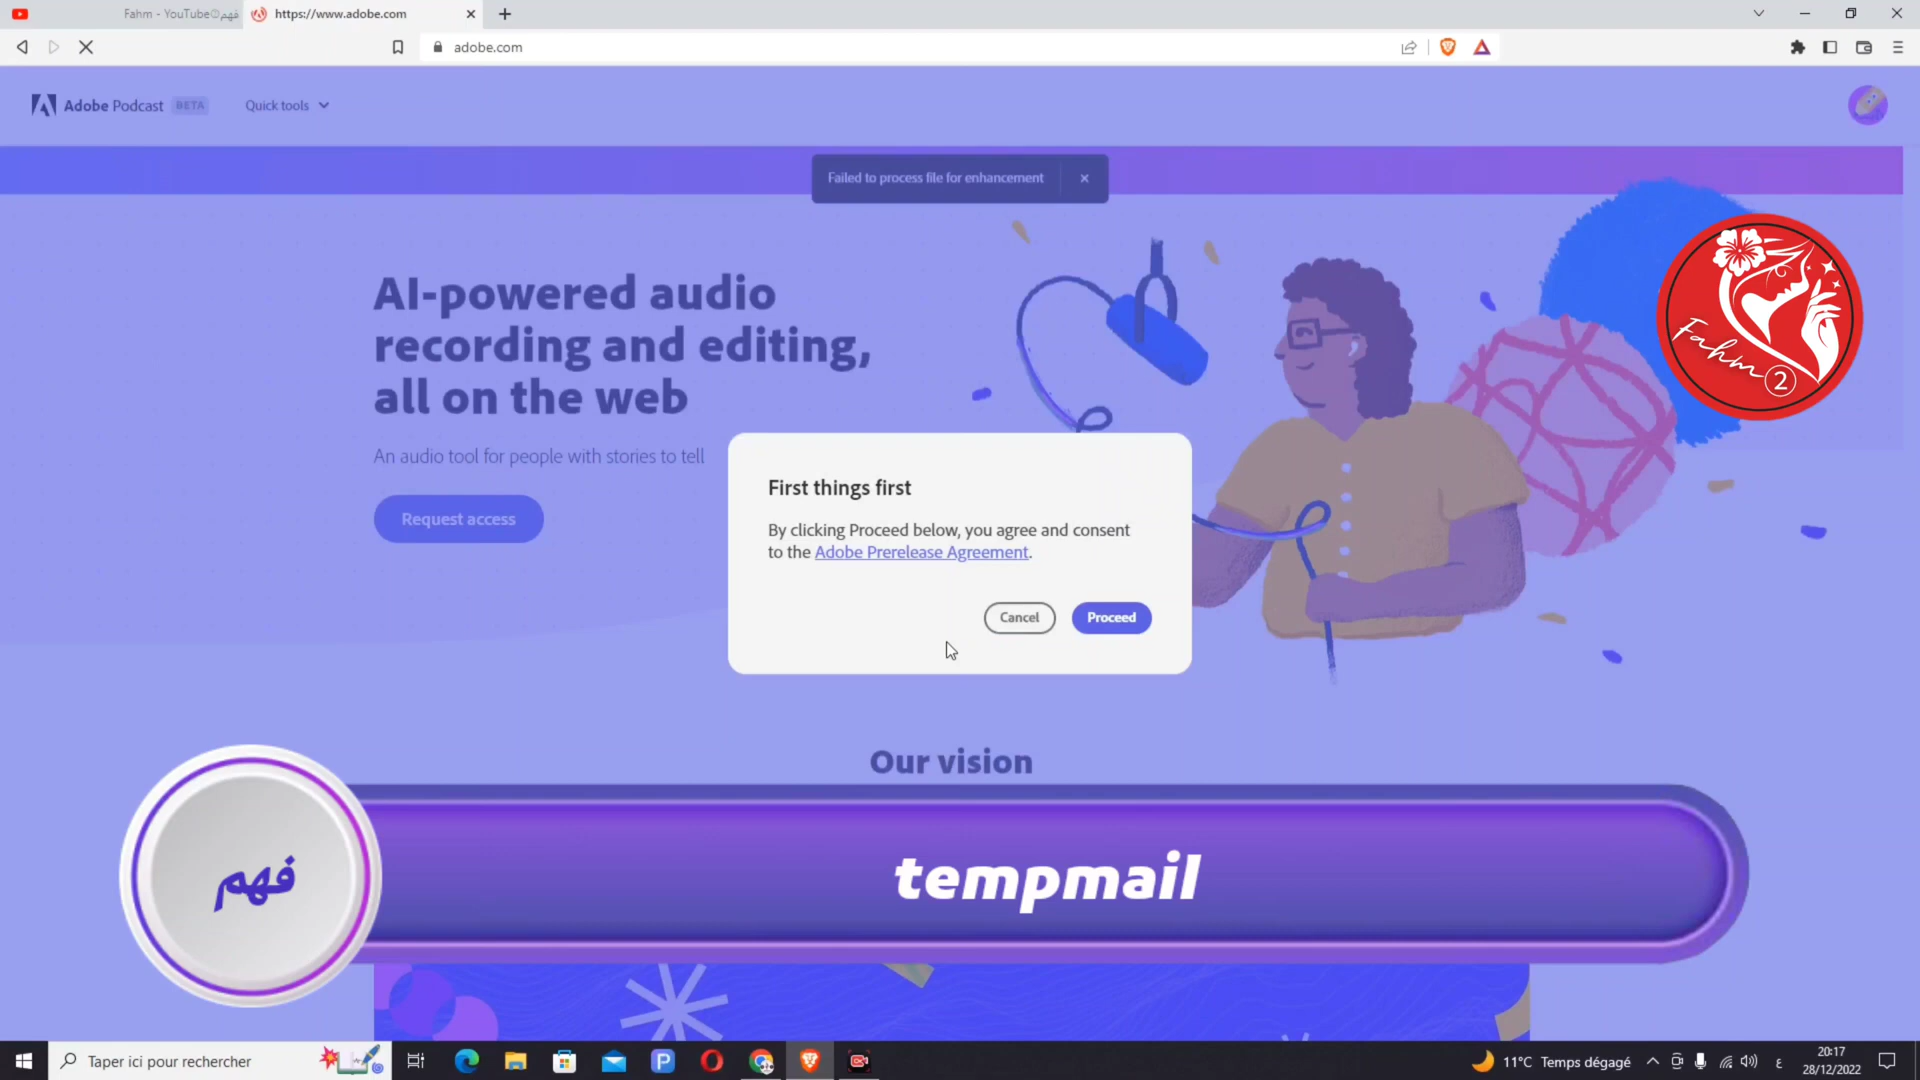 Fahm - YouTube فهم①
https://www.adobe.com
adobe.com
Adobe Podcast BETA
Quick tools
Failed to process file for enhancement
AI-powered audio
recording and editing,
all on the web
An audio tool for people with stories to tell
Request access
Fahm 2
First things first
By clicking Proceed below, you agree and consent
to the Adobe Prerelease Agreement.
Cancel
Proceed
Our vision
فهم
tempmail
Taper ici pour rechercher
11°C Temps dégagé
ع
20:17
28/12/2022